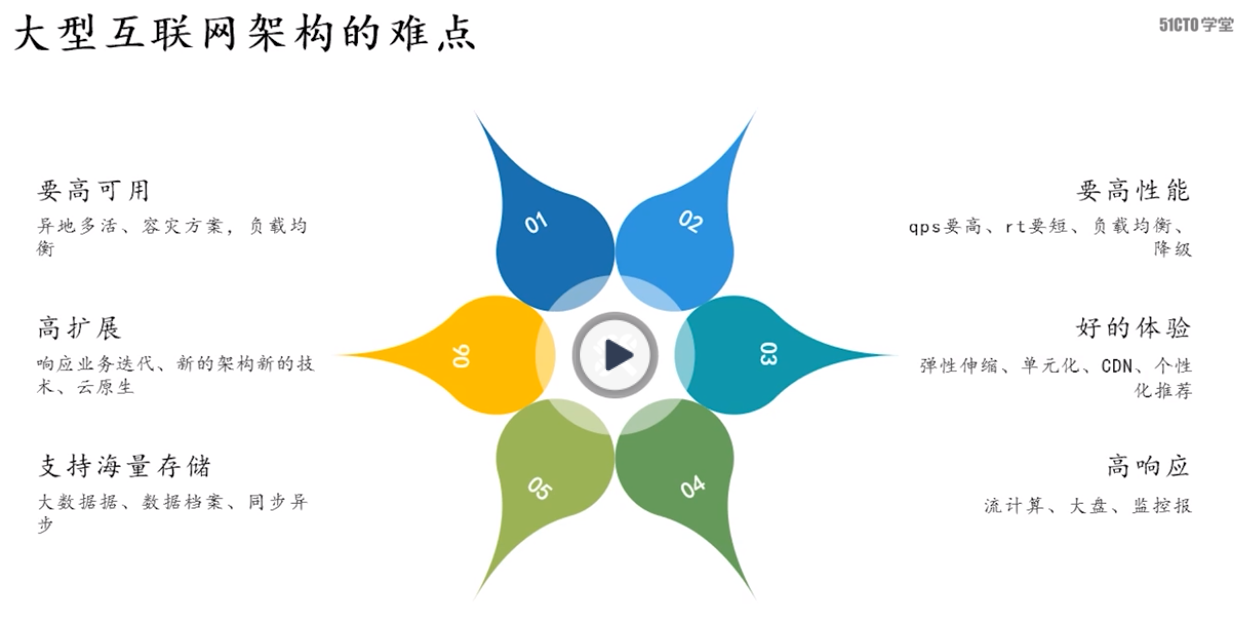 大型互联网架构的难点
51CTO学堂
要高可用
异地多活、容灾方案，负载均
衡
01
02
要高性能
qps要高、rt要短、负载均衡、
降级
高扩展
响应业务迭代、新的架构新的技
术、云原生
06
03
好的体验
弹性伸缩、单元化、CDN、个性
化推荐
支持海量存储
大数据据、数据档案、同步异
步
05
04
高响应
流计算、大盘、监控报